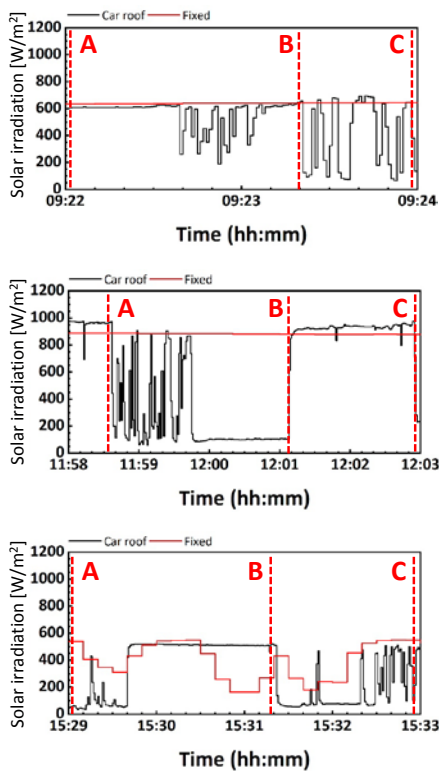 Car roof Fixed
Solar irradiation [W/m²]
1200
1000
800
600
400
200
0
A B C
09:22 09:23 09:24
Time (hh:mm)
Car roof Fixed
Solar irradiation [W/m²]
1200
1000
800
600
400
200
0
A B C
11:58 11:59 12:00 12:01 12:02 12:03
Time (hh:mm)
Car roof Fixed
Solar irradiation [W/m²]
1200
1000
800
600
400
200
0
A B C
15:29 15:30 15:31 15:32 15:33
Time (hh:mm)